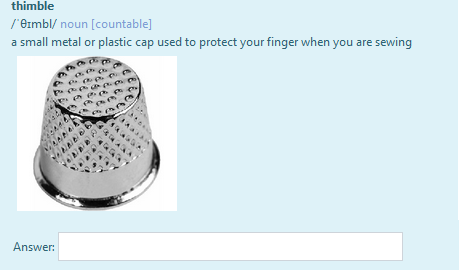 thimble
/ˈθɪmbl/ noun [countable]
a small metal or plastic cap used to protect your finger when you are sewing
Answer: